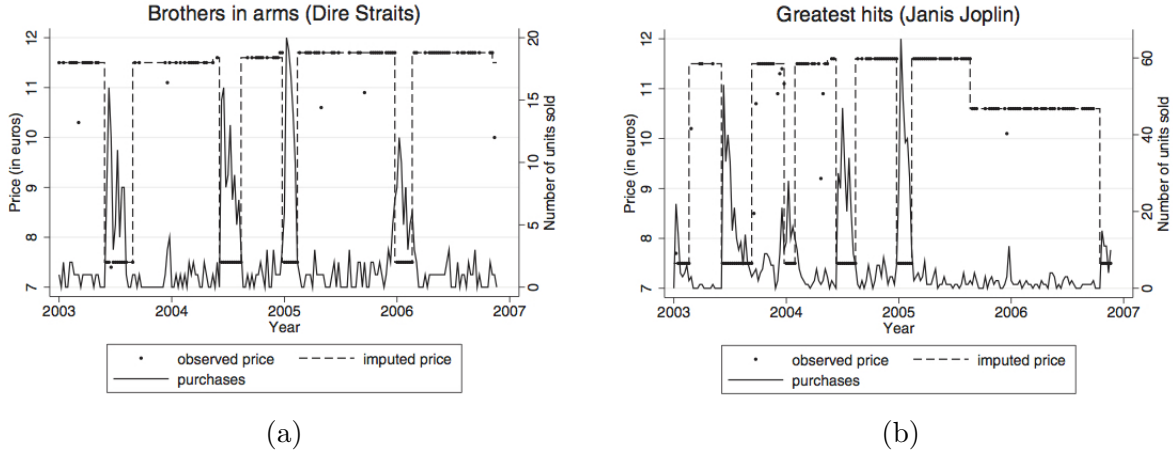 Brothers in arms (Dire Straits)
Price (in euros)
12
11
10
9
8
7
Number of units sold
20
15
10
5
0
2003 2004 2005 2006 2007
Year
observed price imputed price
purchases
(a)
Greatest hits (Janis Joplin)
Price (in euros)
12
11
10
9
8
7
Number of units sold
60
40
20
0
2003 2004 2005 2006 2007
Year
observed price imputed price
purchases
(b)